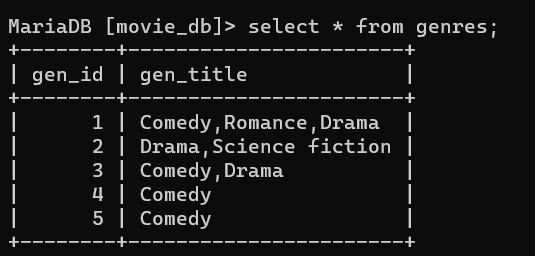 MariaDB [movie_db]> select * from genres;
+--------+-----------------------+
| gen_id | gen_title             |
+--------+-----------------------+
|      1 | Comedy,Romance,Drama  |
|      2 | Drama,Science fiction |
|      3 | Comedy,Drama          |
|      4 | Comedy                |
|      5 | Comedy                |
+--------+-----------------------+